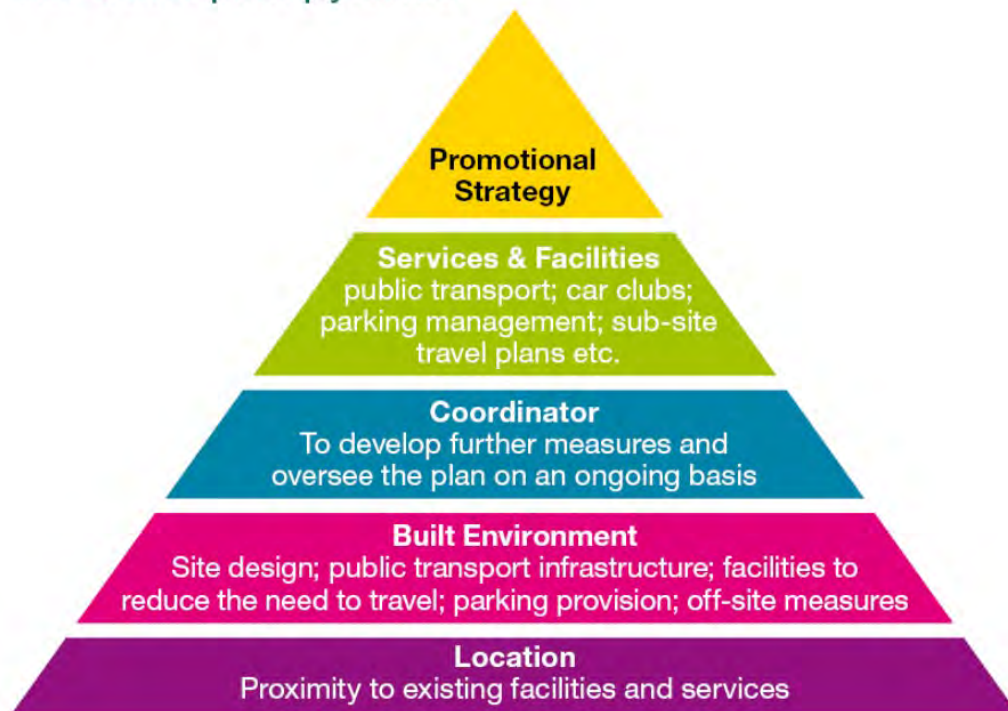 Promotional
Strategy
Services & Facilities
public transport; car clubs;
parking management; sub-site
travel plans etc.
Coordinator
To develop further measures and
oversee the plan on an ongoing basis
Built Environment
Site design; public transport infrastructure; facilities to
reduce the need to travel; parking provision; off-site measures
Location
Proximity to existing facilities and services